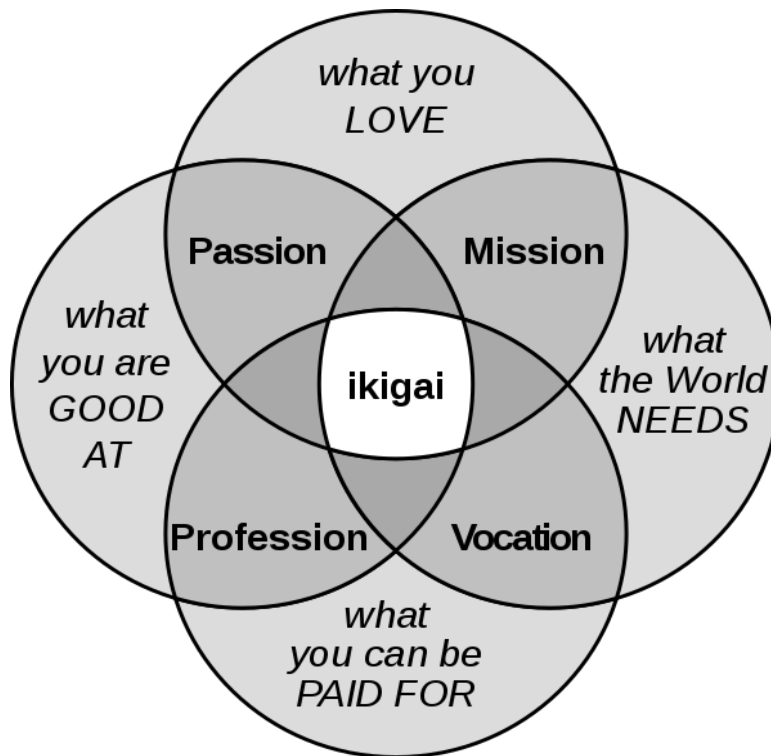 what you
LOVE
Passion
Mission
what
you are
GOOD
AT
ikigai
what
the World
NEEDS
Profession
Vocation
what
you can be
PAID FOR